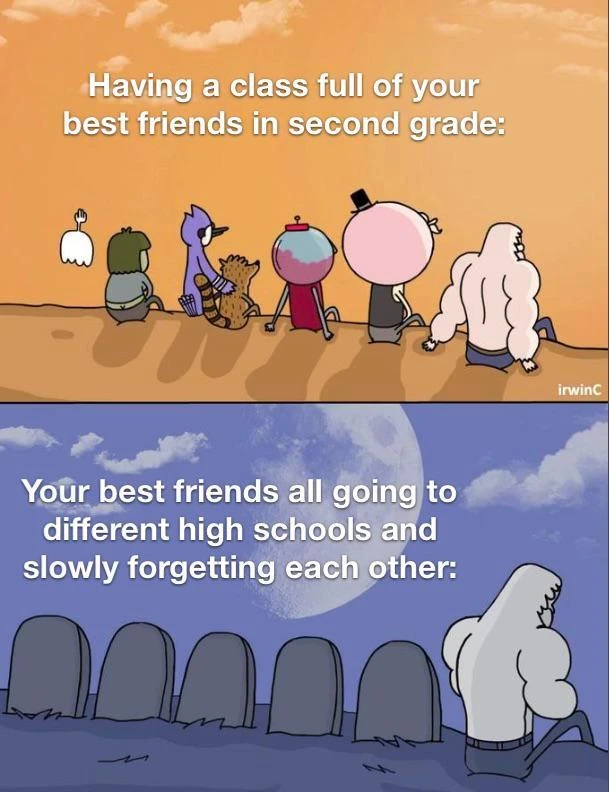 Having a class full of your
best friends in second grade:
irwinC
Your best friends all going to
different high schools and
slowly forgetting each other: